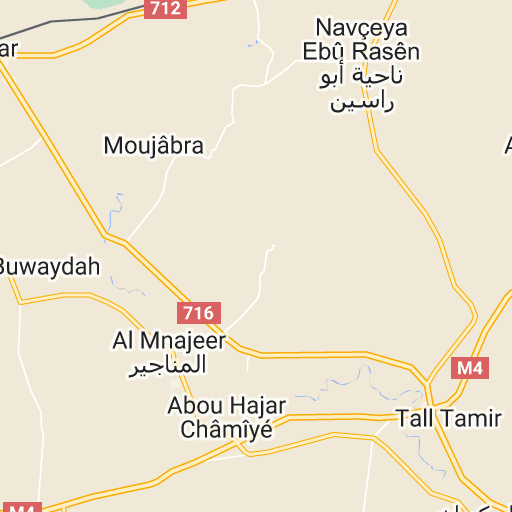 712
Navçeya
Ebû Rasên
ناحية أبو
راسين
ar
Moujâbra
A
Buwaydah
716
Al Mnajeer
المناجير
M4
Abou Hajar
Châmîyé
Tall Tamir
M4